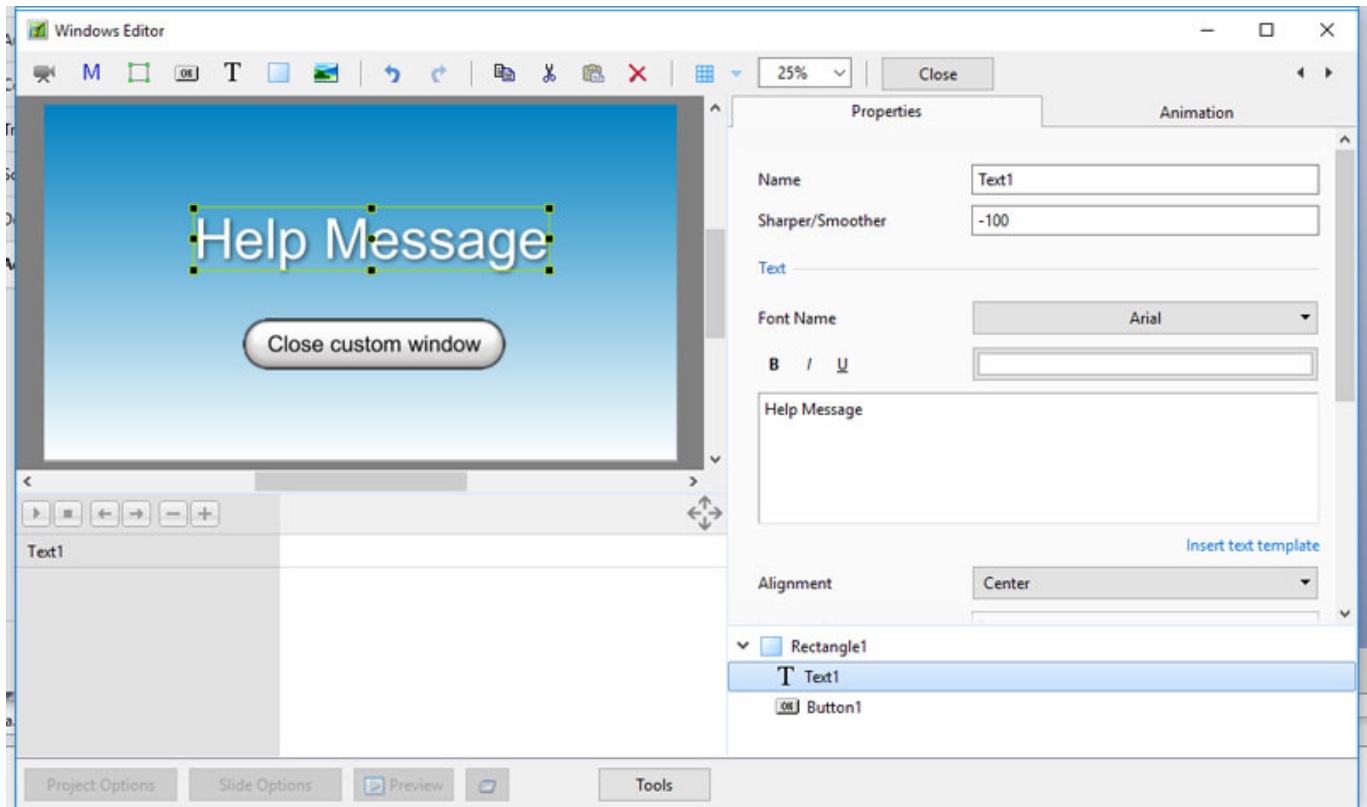 Windows Editor
M OK T 25% Close
Properties Animation
Name Text1
Sharper/Smoother -100
Text
Font Name Arial
B I U
Help Message
Insert text template
Alignment Center
Help Message
Close custom window
Text1
Rectangle1
T Text1
OK Button1
Project Options Slide Options Preview Tools